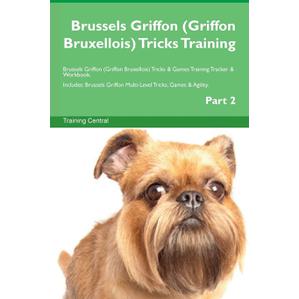 Brussels Griffon (Griffon
Bruxellois) Tricks Training
Brussels Griffon (Griffon Bruxellois) Tricks & Games Training Tracker &
Workbook.
Includes: Brussels Griffon Multi-Level Tricks, Games & Agility.
Part 2
Training Central